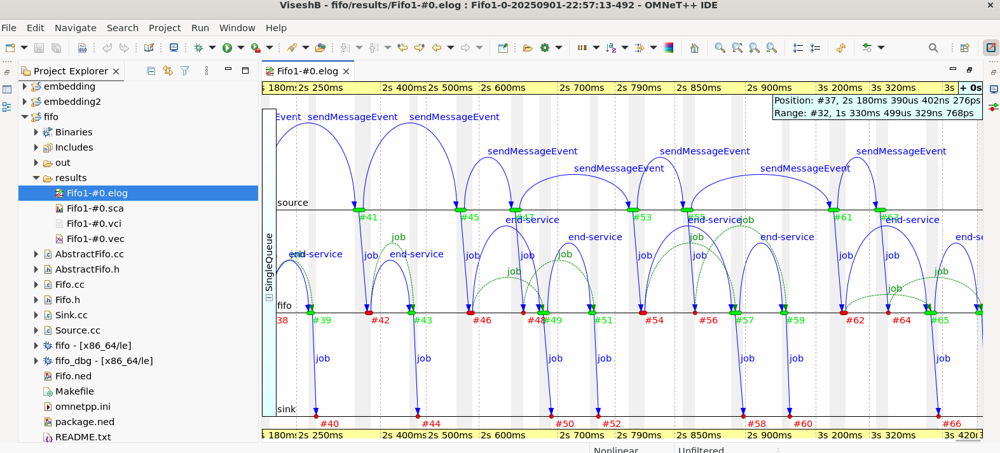 ViseshB - fifo/results/Fifo1-#0.elog : Fifo1-0-20250901-22:57:13-492 - OMNeT++ IDE
File Edit Navigate Search Project Run Window Help
Project Explorer
embedding
embedding2
fifo
Binaries
Includes
out
results
Fifo1-#0.elog
Fifo1-#0.sca
Fifo1-#0.vci
Fifo1-#0.vec
AbstractFifo.cc
AbstractFifo.h
Fifo.cc
Fifo.h
Sink.cc
Source.cc
fifo - [x86_64/le]
fifo_dbg - [x86_64/le]
Fifo.ned
Makefile
omnetpp.ini
package.ned
README.txt
Fifo1-#0.elog
s 180ms 2s 250ms 2s 400ms 2s 500ms 2s 600ms 2s 700ms 2s 790ms 2s 850ms 2s 900ms 3s 200ms 3s 320ms 3s + 0s
Position: #37, 2s 180ms 390us 402ns 276ps
Range: #32, 1s 330ms 499us 329ns 768ps
Event sendMessageEvent sendMessageEvent
sendMessageEvent sendMessageEvent sendMessageEvent
sendMessageEvent sendMessageEvent
SingleQueue
source
#41 #45 #47 #53 #55 #61 #63
end-service end-service job end-service
job end-service job end-service end-s
job end-service job end-service job job job job job job job
job job job
job
fifo
38 #39 #42 #43 #46 #48 #49 #51 #54 #56 #57 #59 #62 #64 #65
job job job job job job job
sink
#40 #44 #50 #52 #58 #60 #66
s 180ms 2s 250ms 2s 400ms 2s 500ms 2s 600ms 2s 700ms 2s 790ms 2s 850ms 2s 900ms 3s 200ms 3s 320ms 3s 420
Nonlinear Unfiltered